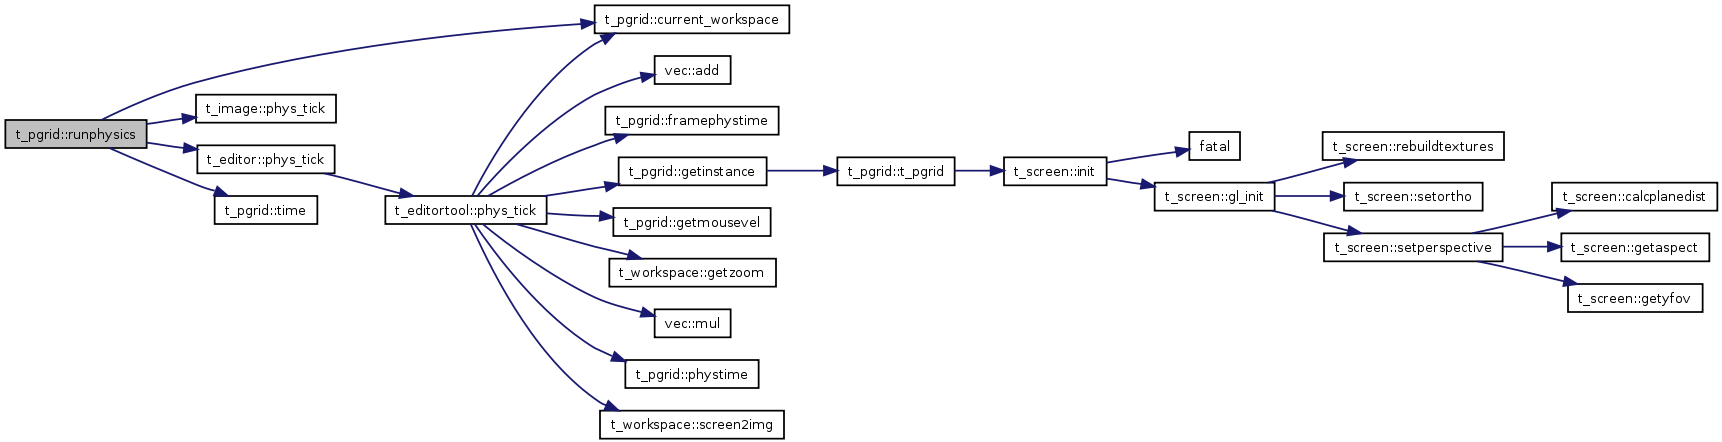 t_pgrid::runphysics
t_image::phys_tick
t_editor::phys_tick
t_pgrid::time
t_editortool::phys_tick
t_pgrid::current_workspace
vec::add
t_pgrid::framephystime
t_pgrid::getinstance
t_pgrid::getmousevel
t_workspace::getzoom
vec::mul
t_pgrid::phystime
t_workspace::screen2img
t_pgrid::t_pgrid
t_screen::init
fatal
t_screen::gl_init
t_screen::rebuildtextures
t_screen::setortho
t_screen::setperspective
t_screen::calcplanedist
t_screen::getaspect
t_screen::getyfov